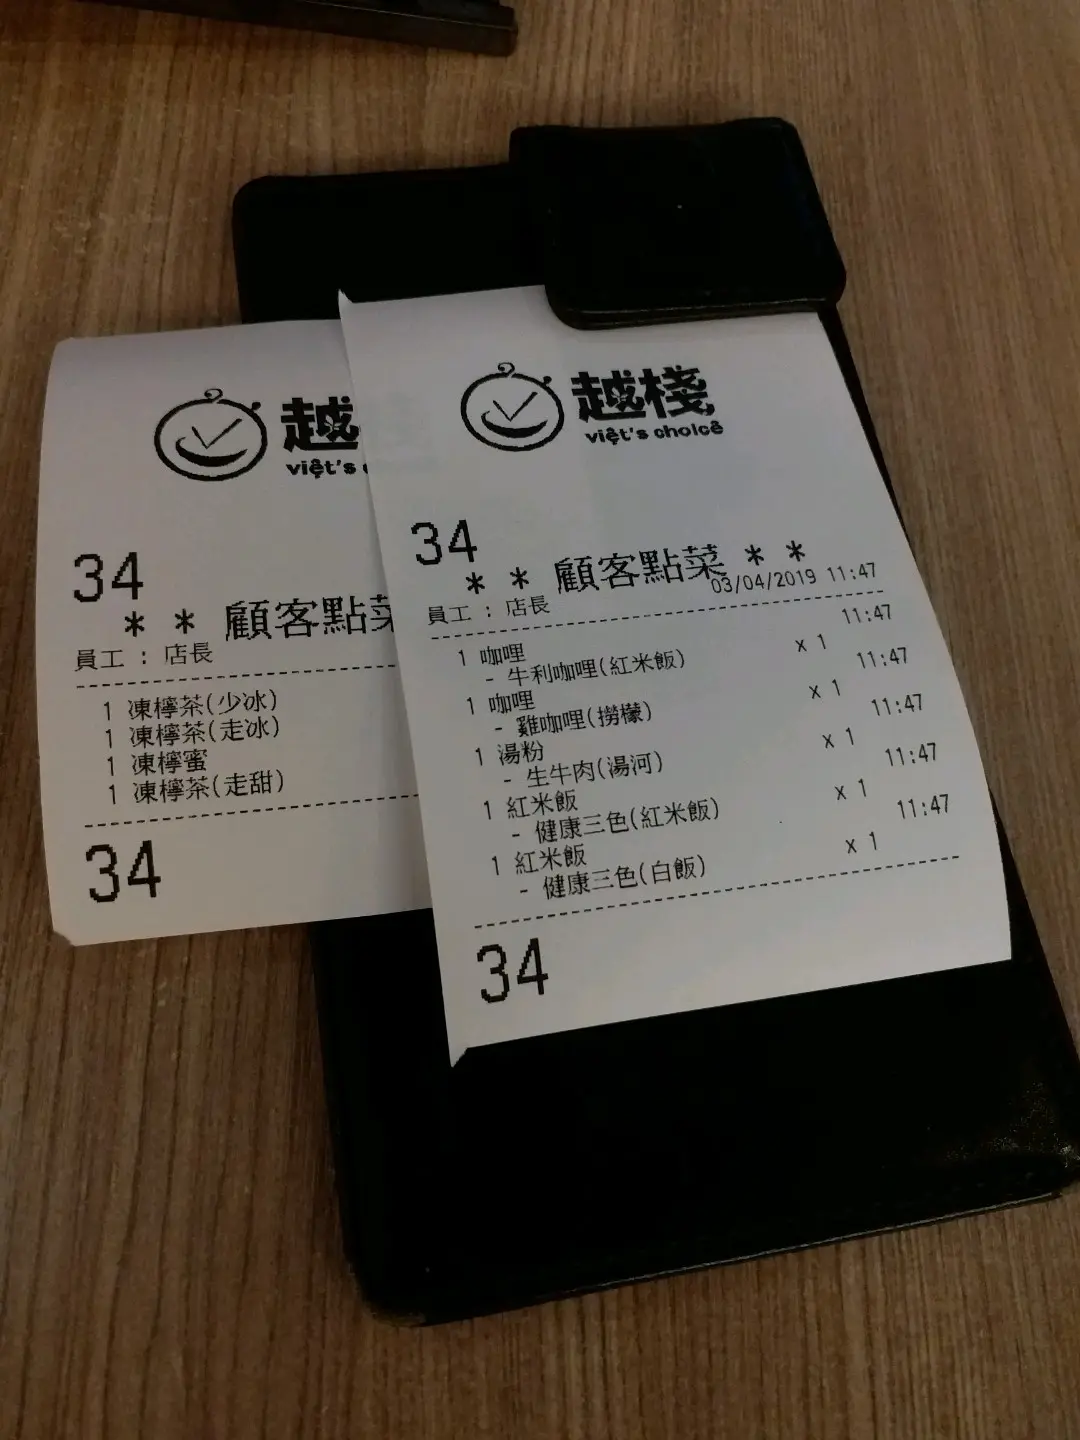 越
việt's
34
* * 顧客點菜
員工 : 店長
1 凍檸茶(少冰)
1 凍檸茶(走冰)
1 凍檸蜜
1 凍檸茶(走甜)
34
越棧
việt's choicê
34
* * 顧客點菜 * *
員工 : 店長 03/04/2019 11:47
1 咖哩 11:47
- 牛利咖哩(紅米飯) x 1
1 咖哩 11:47
- 雞咖哩(撈檬) x 1
1 湯粉 11:47
- 生牛肉(湯河) x 1
1 紅米飯 11:47
- 健康三色(紅米飯) x 1
1 紅米飯 11:47
- 健康三色(白飯) x 1
34